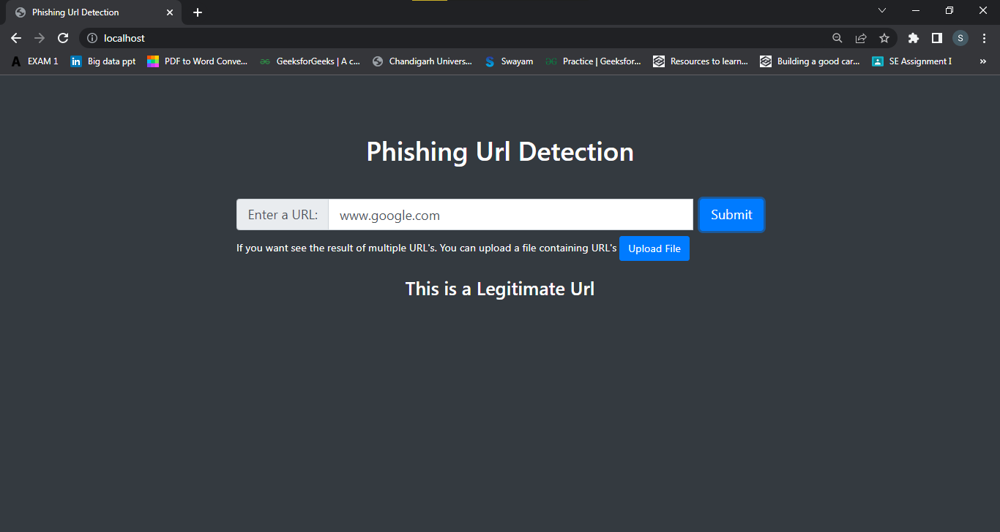 Phishing Url Detection
localhost
S
EXAM 1
in Big data ppt
PDF to Word Conve...
GeeksforGeeks | A c...
Chandigarh Univers...
Swayam
Practice | Geeksfor...
Resources to learn...
Building a good car...
SE Assignment I
»
Phishing Url Detection
Enter a URL: www.google.com Submit
If you want see the result of multiple URL's. You can upload a file containing URL's Upload File
This is a Legitimate Url